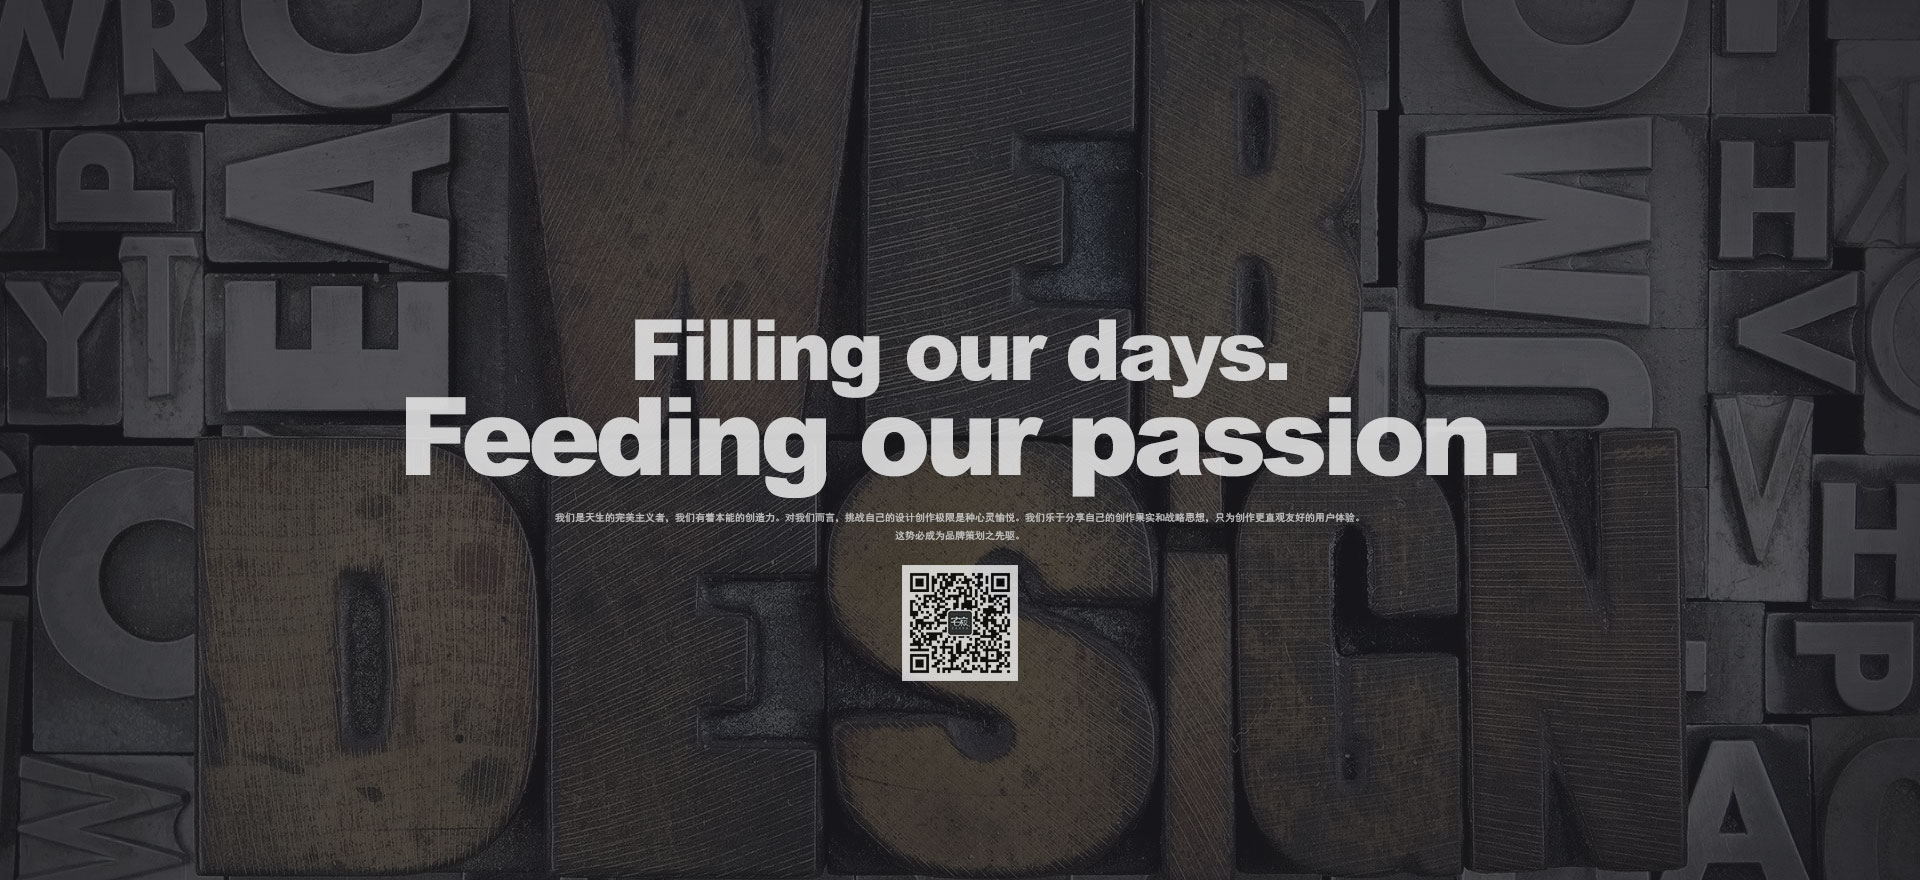 WEB
DESIGN
Filling our days.
Feeding our passion.
我们是天生的完美主义者，我们有着本能的创造力。对我们而言，挑战自己的设计创作极限是种心灵愉悦。我们乐于分享自己的创作果实和战略思想，只为创作更直观友好的用户体验。
这势必成为品牌策划之先驱。